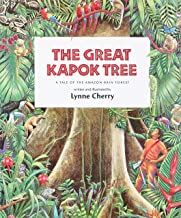 THE GREAT
KAPOK TREE
A TALE OF THE AMAZON RAIN FOREST
written and illustrated by
Lynne Cherry